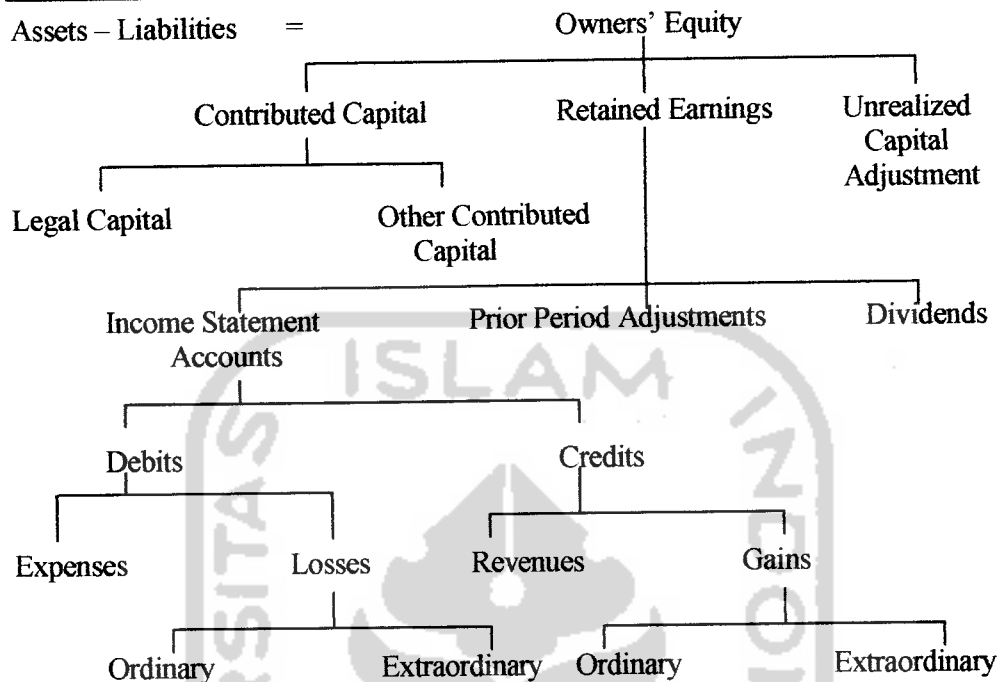 Assets – Liabilities = Owners' Equity
Contributed Capital Retained Earnings Unrealized
Capital
Adjustment
Legal Capital Other Contributed
Capital
Income Statement Prior Period Adjustments Dividends
Accounts
ISLAM
Debits Credits
Expenses Losses Revenues Gains
Ordinary Extraordinary Ordinary Extraordinary